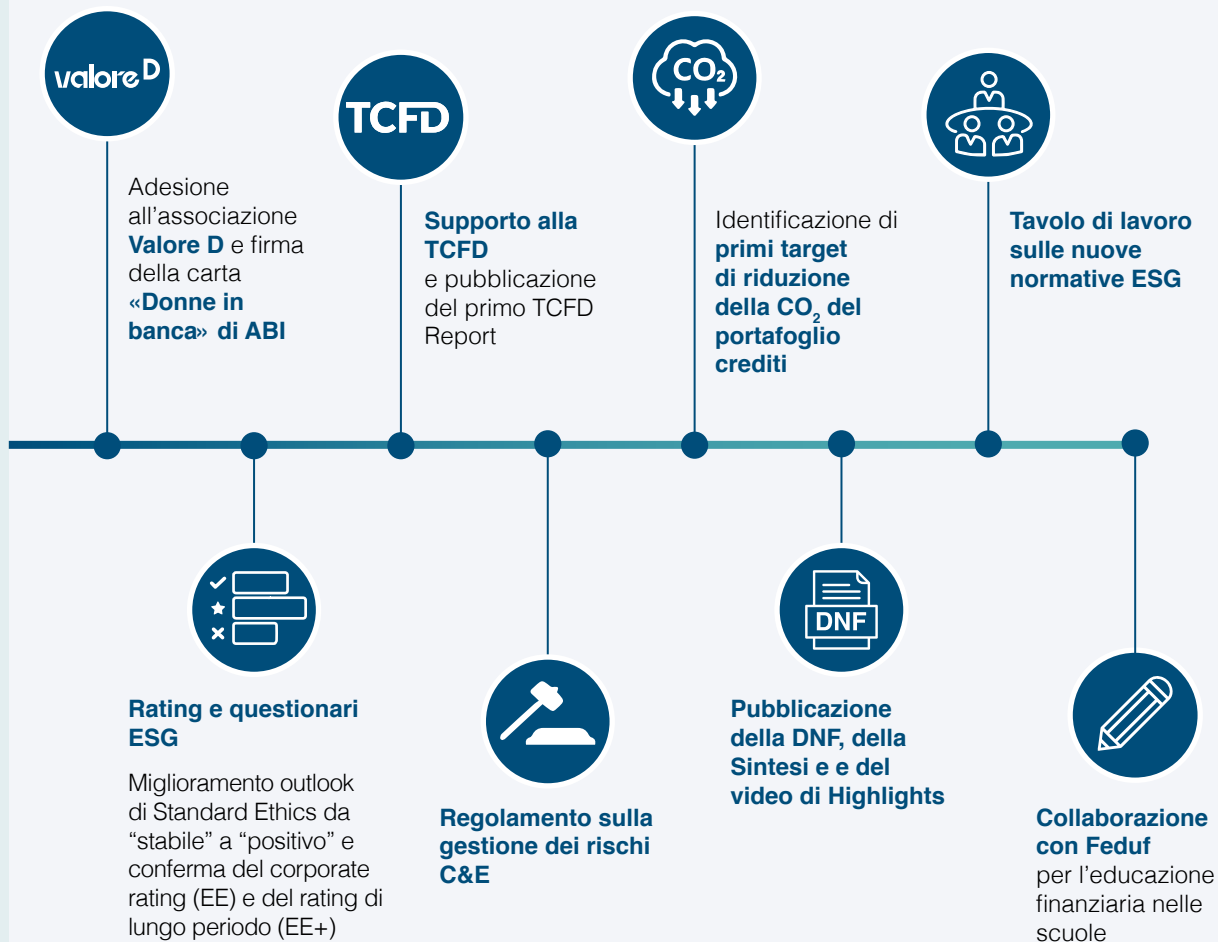 valore D
Adesione
all'associazione
Valore D e firma
della carta
«Donne in
banca» di ABI
TCFD
Supporto alla
TCFD
e pubblicazione
del primo TCFD
Report
CO₂
Identificazione di
primi target
di riduzione
della CO₂ del
portafoglio
crediti
Tavolo di lavoro
sulle nuove
normative ESG
Rating e questionari
ESG
Miglioramento outlook
di Standard Ethics da
“stabile” a “positivo” e
conferma del corporate
rating (EE) e del rating di
lungo periodo (EE+)
Regolamento sulla
gestione dei rischi
C&E
DNF
Pubblicazione
della DNF, della
Sintesi e e del
video di Highlights
Collaborazione
con Feduf
per l'educazione
finanziaria nelle
scuole